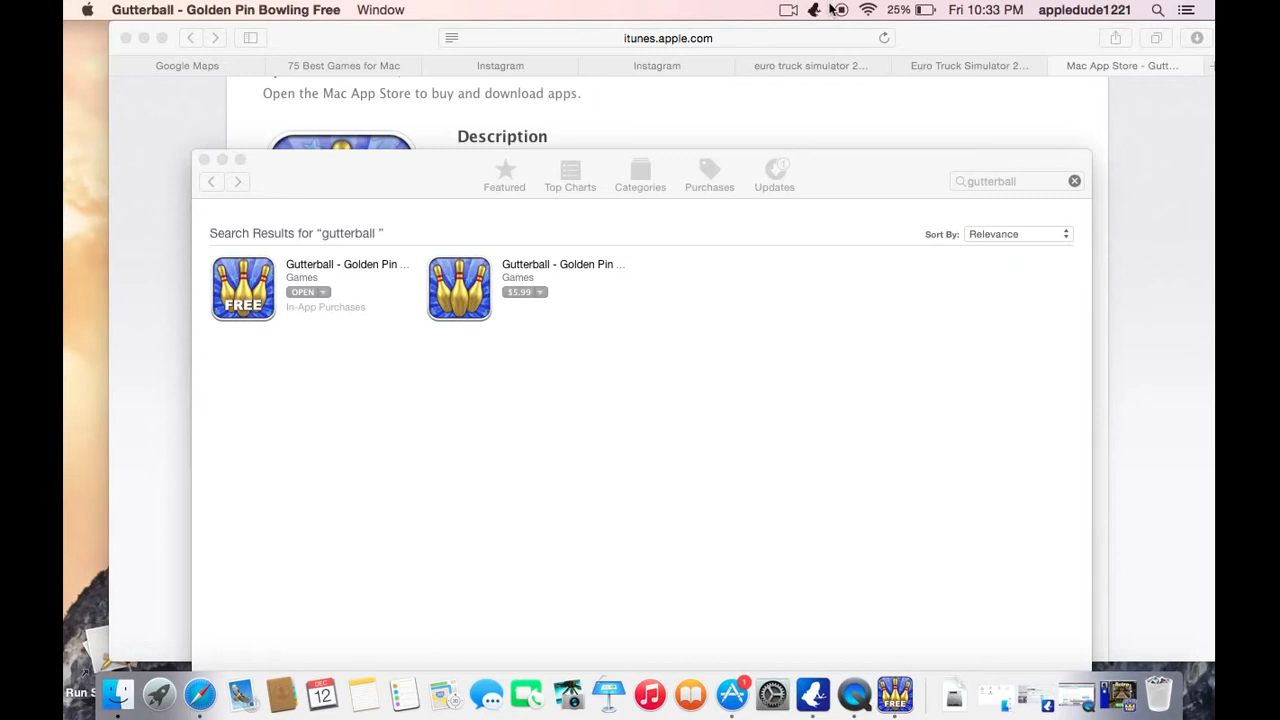 Gutterball - Golden Pin Bowling Free Window 25% Fri 10:33 PM appledude1221
itunes.apple.com
Google Maps 75 Best Games for Mac Instagram Instagram euro truck simulator 2... Euro Truck Simulator 2... Mac App Store - Gutt...
Open the Mac App Store to buy and download apps.
Description
Featured Top Charts Categories Purchases Updates
gutterball
Search Results for “gutterball ”
Sort By: Relevance
Gutterball - Golden Pin ...
Games
OPEN
In-App Purchases
FREE
Gutterball - Golden Pin ...
Games
$5.99
Run S
DEC
12
1
FREE